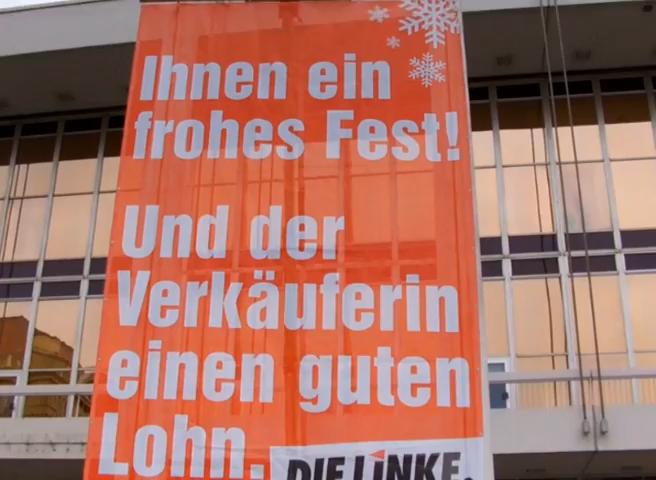 Ihnen ein
frohes Fest!
Und der
Verkäuferin
einen guten
Lohn.
DIE LINKE.